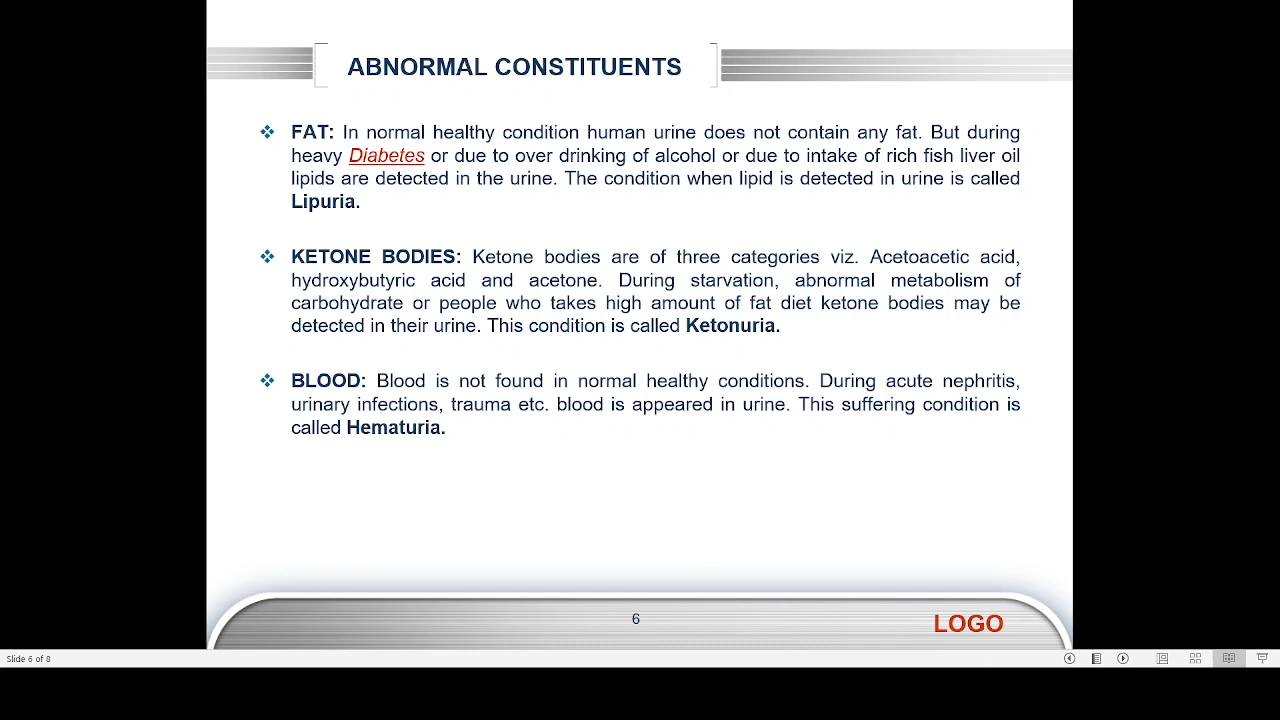 ABNORMAL CONSTITUENTS
FAT: In normal healthy condition human urine does not contain any fat. But during
heavy Diabetes or due to over drinking of alcohol or due to intake of rich fish liver oil
lipids are detected in the urine. The condition when lipid is detected in urine is called
Lipuria.
KETONE BODIES: Ketone bodies are of three categories viz. Acetoacetic acid,
hydroxybutyric acid and acetone. During starvation, abnormal metabolism of
carbohydrate or people who takes high amount of fat diet ketone bodies may be
detected in their urine. This condition is called Ketonuria.
BLOOD: Blood is not found in normal healthy conditions. During acute nephritis,
urinary infections, trauma etc. blood is appeared in urine. This suffering condition is
called Hematuria.
6
LOGO
Slide 6 of 8